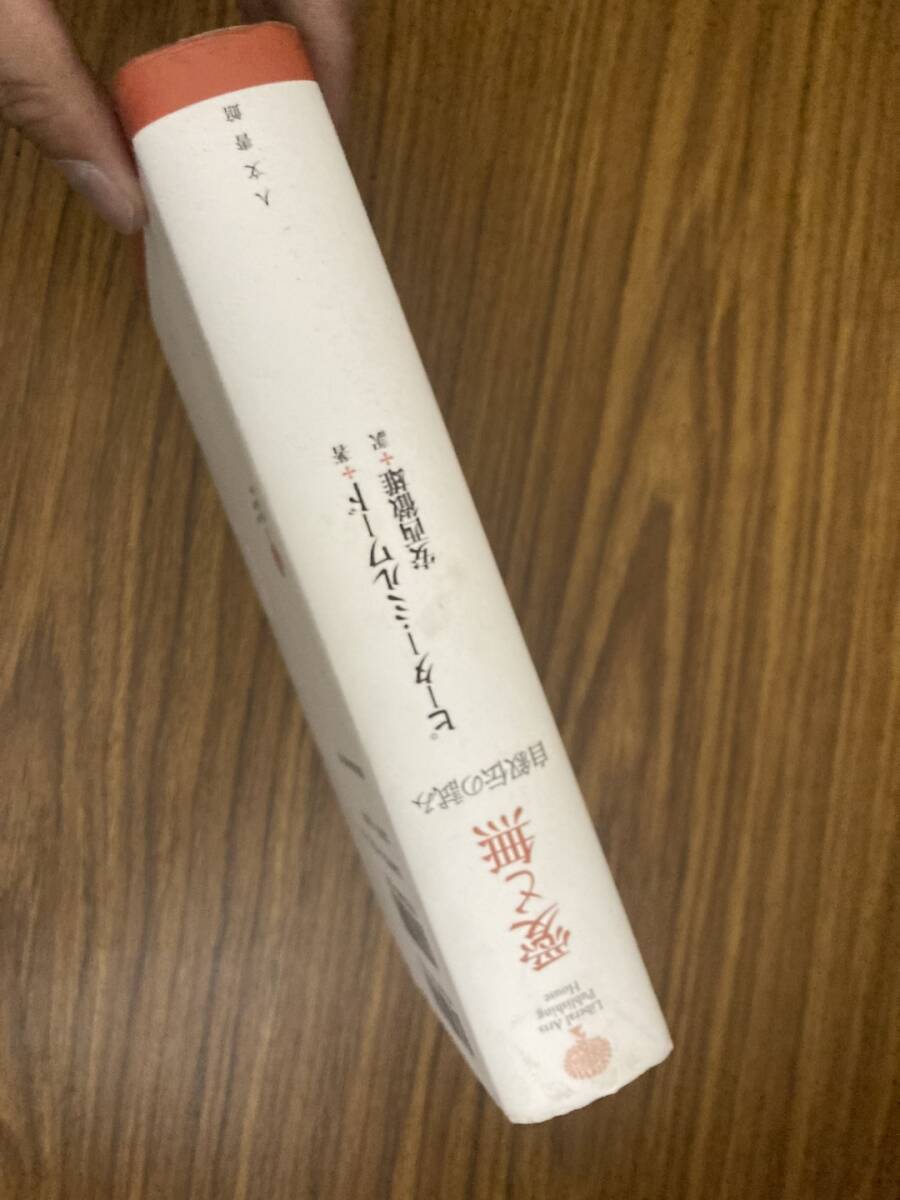 Liberal Arts
Publishing
House
愛と無
自叙伝の試み
ピーター・ミルワード+著
安西徹雄+訳
人文書館